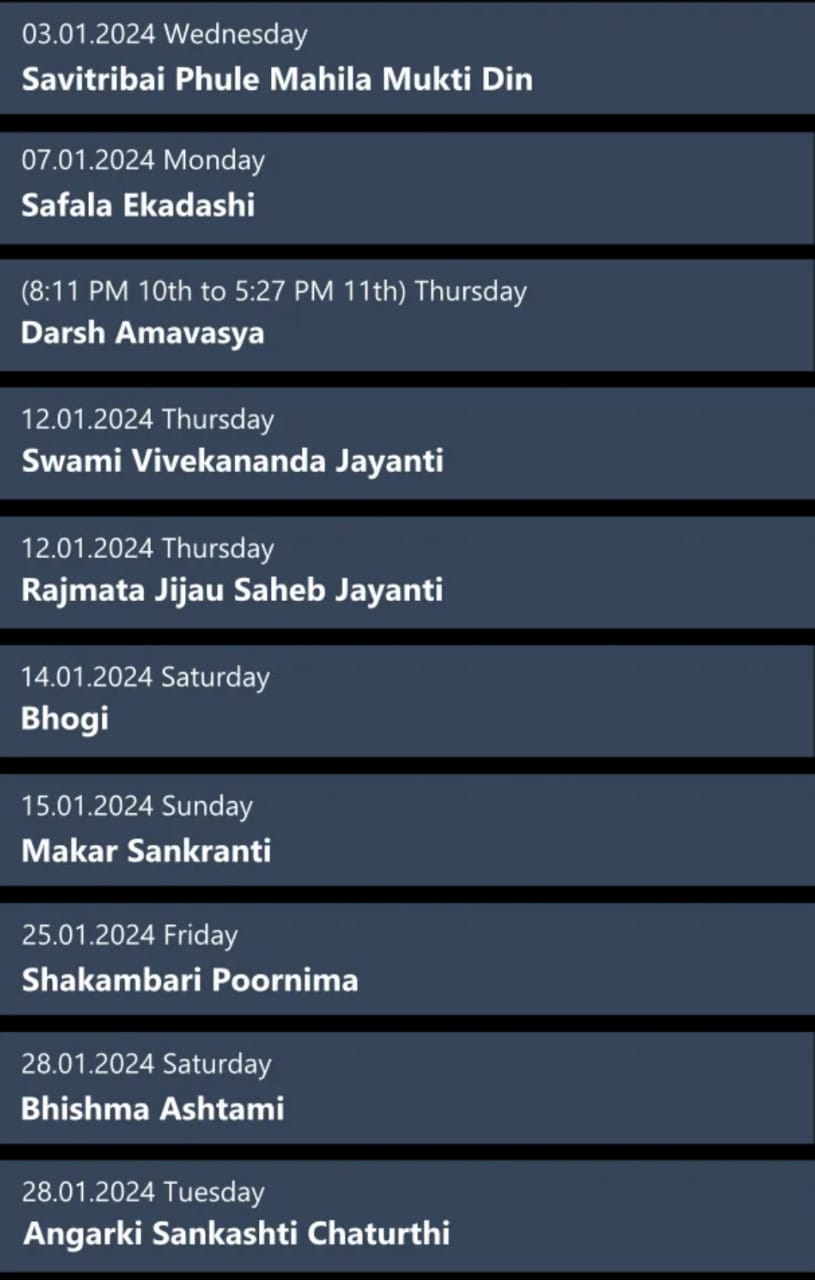 03.01.2024 Wednesday
Savitribai Phule Mahila Mukti Din
07.01.2024 Monday
Safala Ekadashi
(8:11 PM 10th to 5:27 PM 11th) Thursday
Darsh Amavasya
12.01.2024 Thursday
Swami Vivekananda Jayanti
12.01.2024 Thursday
Rajmata Jijau Saheb Jayanti
14.01.2024 Saturday
Bhogi
15.01.2024 Sunday
Makar Sankranti
25.01.2024 Friday
Shakambari Poornima
28.01.2024 Saturday
Bhishma Ashtami
28.01.2024 Tuesday
Angarki Sankashti Chaturthi